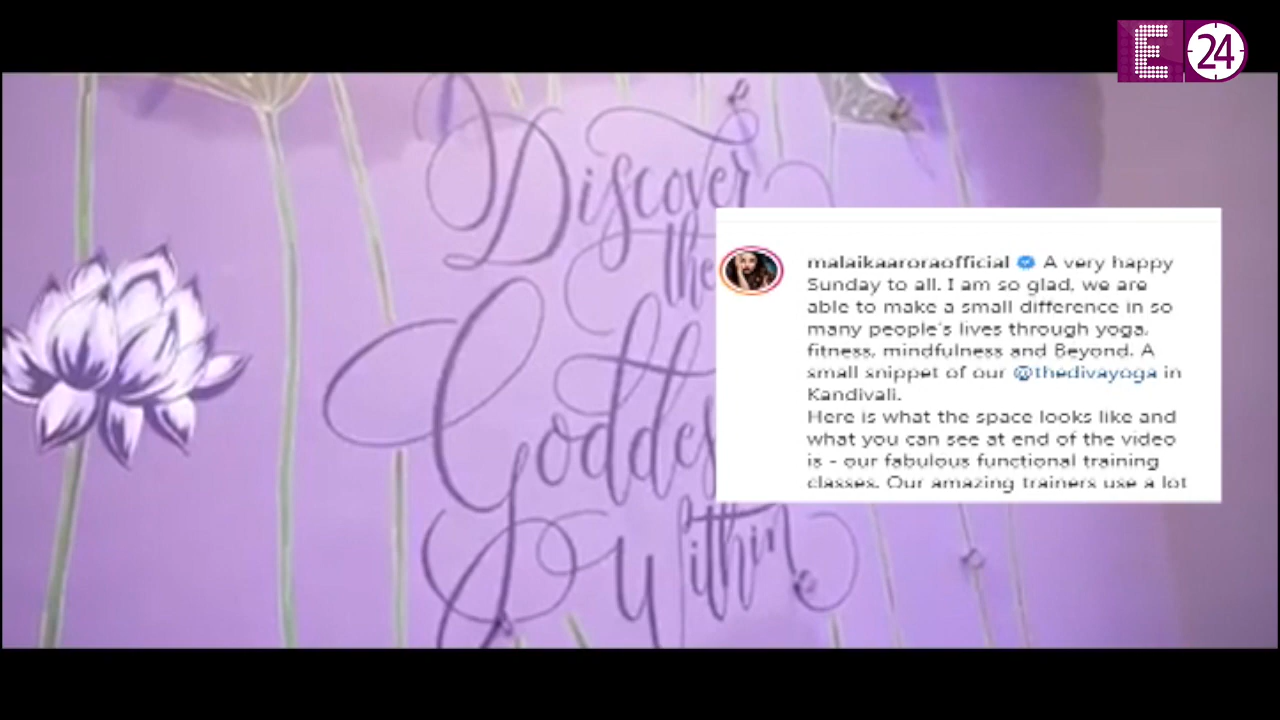 E 24
Discover
the
Goddes
Within
malaikaaroraofficial A very happy
Sunday to all. I am so glad, we are
able to make a small difference in so
many people's lives through yoga,
fitness, mindfulness and Beyond. A
small snippet of our @thedivayoga in
Kandivali.
Here is what the space looks like and
what you can see at end of the video
is - our fabulous functional training
classes. Our amazing trainers use a lot